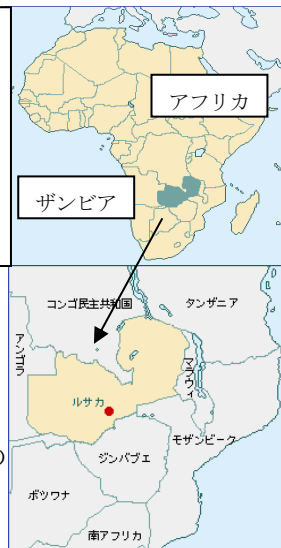 アフリカ
ザンビア
コンゴ民主共和国
タンザニア
アンゴラ
マラウィ
ルサカ
モザンビーク
ジンバブエ
ボツワナ
南アフリカ